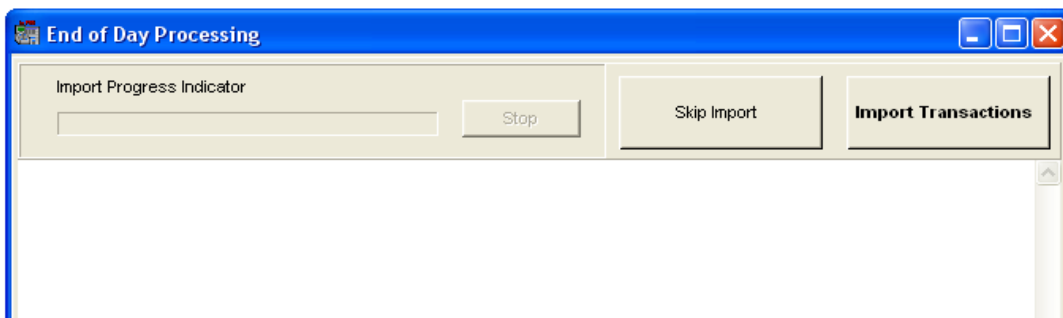 End of Day Processing
Import Progress Indicator
Stop
Skip Import
Import Transactions